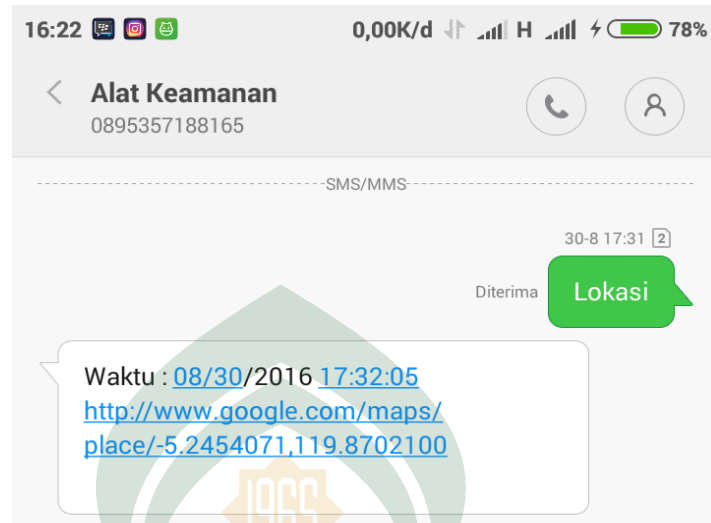 16:22 0,00K/d H 78%
Alat Keamanan
0895357188165
SMS/MMS
30-8 17:31 2
Diterima Lokasi
Waktu : 08/30/2016 17:32:05
http://www.google.com/maps/
place/-5.2454071,119.8702100
1965